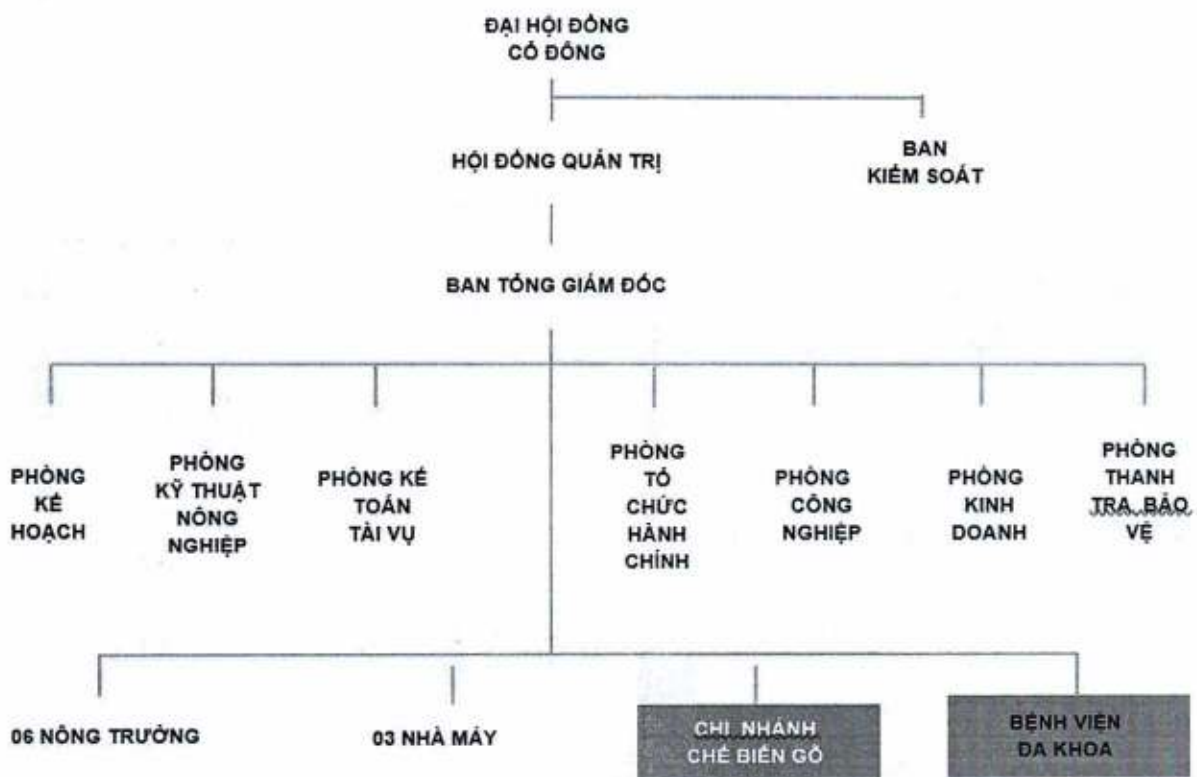 ĐẠI HỘI ĐỒNG
CỔ ĐÔNG
HỘI ĐỒNG QUẢN TRỊ
BAN
KIỂM SOÁT
BAN TỔNG GIÁM ĐỐC
PHÒNG
KẾ
HOẠCH
PHÒNG
KỸ THUẬT
NÔNG
NGHIỆP
PHÒNG KẾ
TOÁN
TÀI VỤ
PHÒNG
TỔ
CHỨC
HÀNH
CHÍNH
PHÒNG
CÔNG
NGHIỆP
PHÒNG
KINH
DOANH
PHÒNG
THANH
TRA BẢO
VỆ
06 NÔNG TRƯỜNG
03 NHÀ MÁY
CHI NHÁNH
CHẾ BIẾN GỖ
BỆNH VIỆN
ĐA KHOA